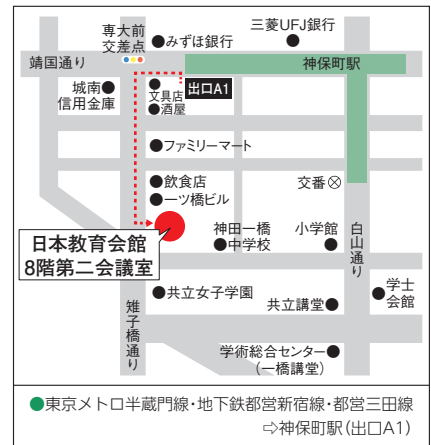 専大前
交差点
●みずほ銀行
三菱UFJ銀行
靖国通り
神保町駅
城南●
信用金庫
文具店
●酒屋
出口A1
●ファミリーマート
●飲食店
●一ツ橋ビル
交番
日本教育会館
8階第二会議室
神田一橋
●中学校
小学館
白山通り
雉子橋通り
●共立女子学園
共立講堂●
●学士
会館
学術総合センター●
(一橋講堂)
●東京メトロ半蔵門線・地下鉄都営新宿線・都営三田線
⇨神保町駅(出口A1)